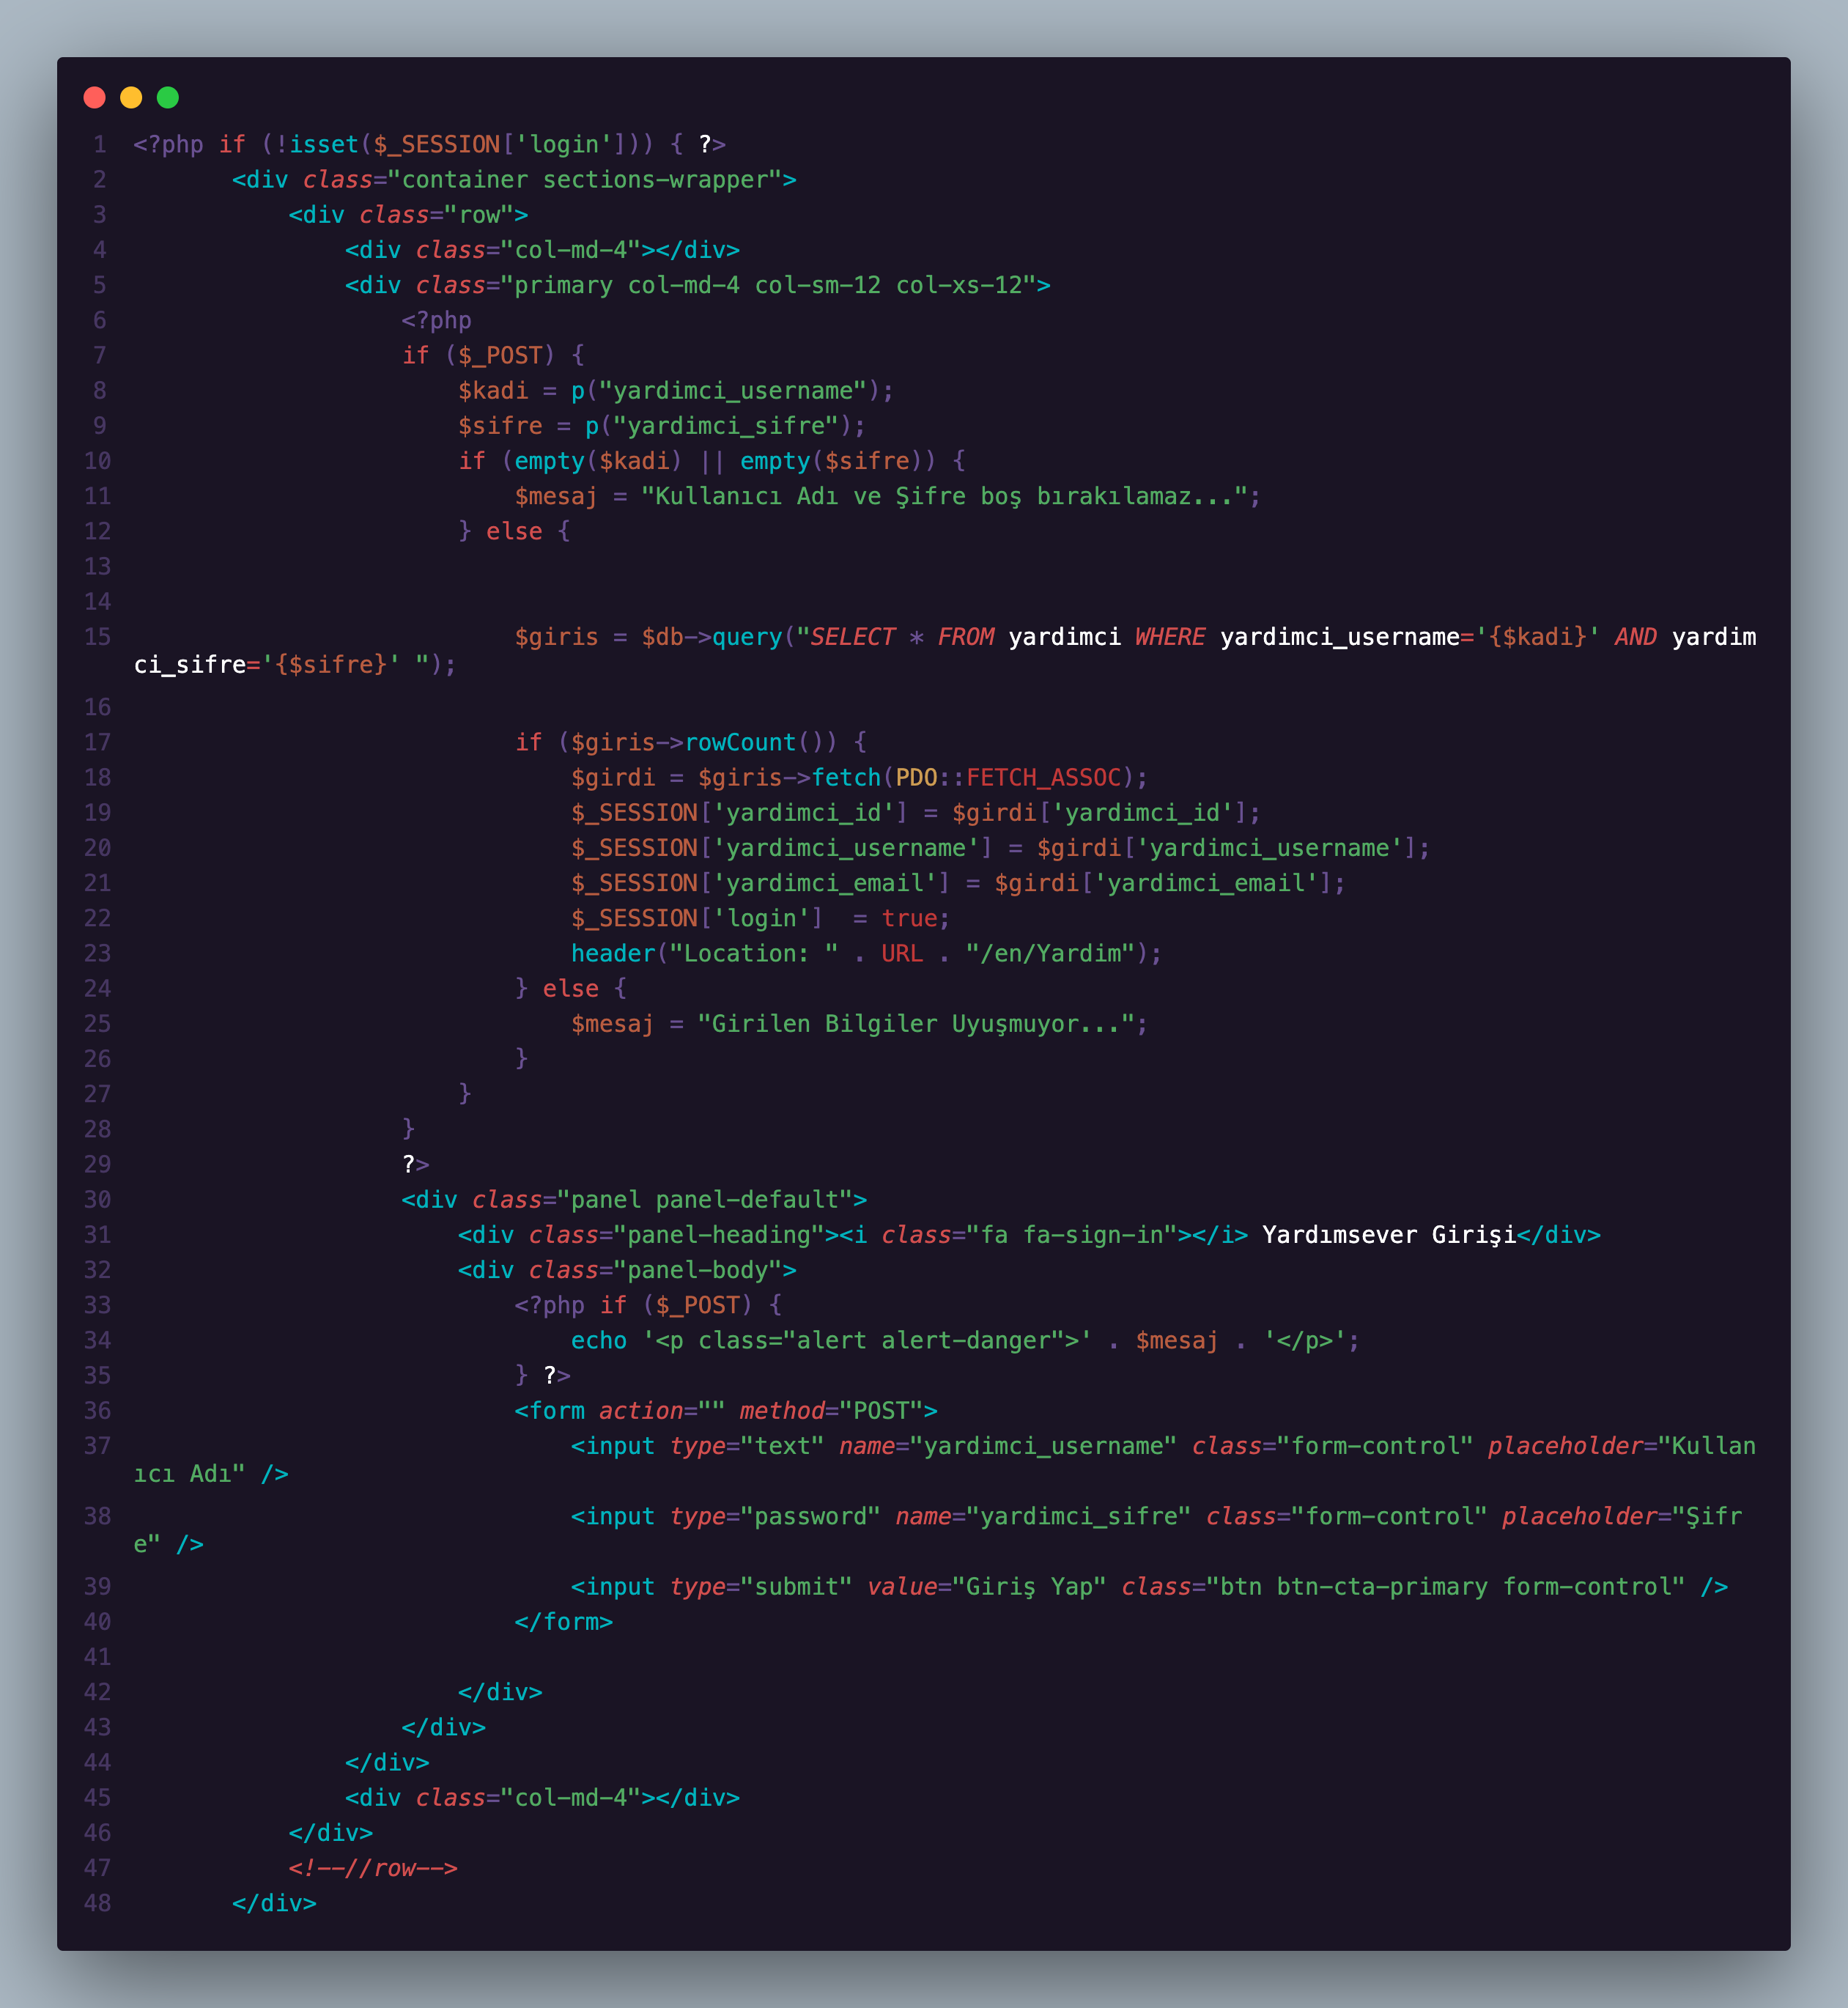 1 <?php if (!isset($_SESSION['login'])) { ?>
2 <div class="container sections-wrapper">
3 <div class="row">
4 <div class="col-md-4"></div>
5 <div class="primary col-md-4 col-sm-12 col-xs-12">
6 <?php
7 if ($_POST) {
8 $kadi = p("yardimci_username");
9 $sifre = p("yardimci_sifre");
10 if (empty($kadi) || empty($sifre)) {
11 $mesaj = "Kullanıcı Adı ve Şifre boş bırakılamaz...";
12 } else {
13
14
15 $giris = $db->query("SELECT * FROM yardimci WHERE yardimci_username='{$kadi}' AND yardim
ci_sifre='{$sifre}' ");
16
17 if ($giris->rowCount()) {
18 $girdi = $giris->fetch(PDO::FETCH_ASSOC);
19 $_SESSION['yardimci_id'] = $girdi['yardimci_id'];
20 $_SESSION['yardimci_username'] = $girdi['yardimci_username'];
21 $_SESSION['yardimci_email'] = $girdi['yardimci_email'];
22 $_SESSION['login']  = true;
23 header("Location: " . URL . "/en/Yardim");
24 } else {
25 $mesaj = "Girilen Bilgiler Uyuşmuyor...";
26 }
27 }
28 }
29 ?>
30 <div class="panel panel-default">
31 <div class="panel-heading"><i class="fa fa-sign-in"></i> Yardımsever Girişi</div>
32 <div class="panel-body">
33 <?php if ($_POST) {
34 echo '<p class="alert alert-danger">' . $mesaj . '</p>';
35 } ?>
36 <form action="" method="POST">
37 <input type="text" name="yardimci_username" class="form-control" placeholder="Kullan
ıcı Adı" />
38 <input type="password" name="yardimci_sifre" class="form-control" placeholder="Şifr
e" />
39 <input type="submit" value="Giriş Yap" class="btn btn-cta-primary form-control" />
40 </form>
41
42 </div>
43 </div>
44 </div>
45 <div class="col-md-4"></div>
46 </div>
47 <!--//row-->
48 </div>